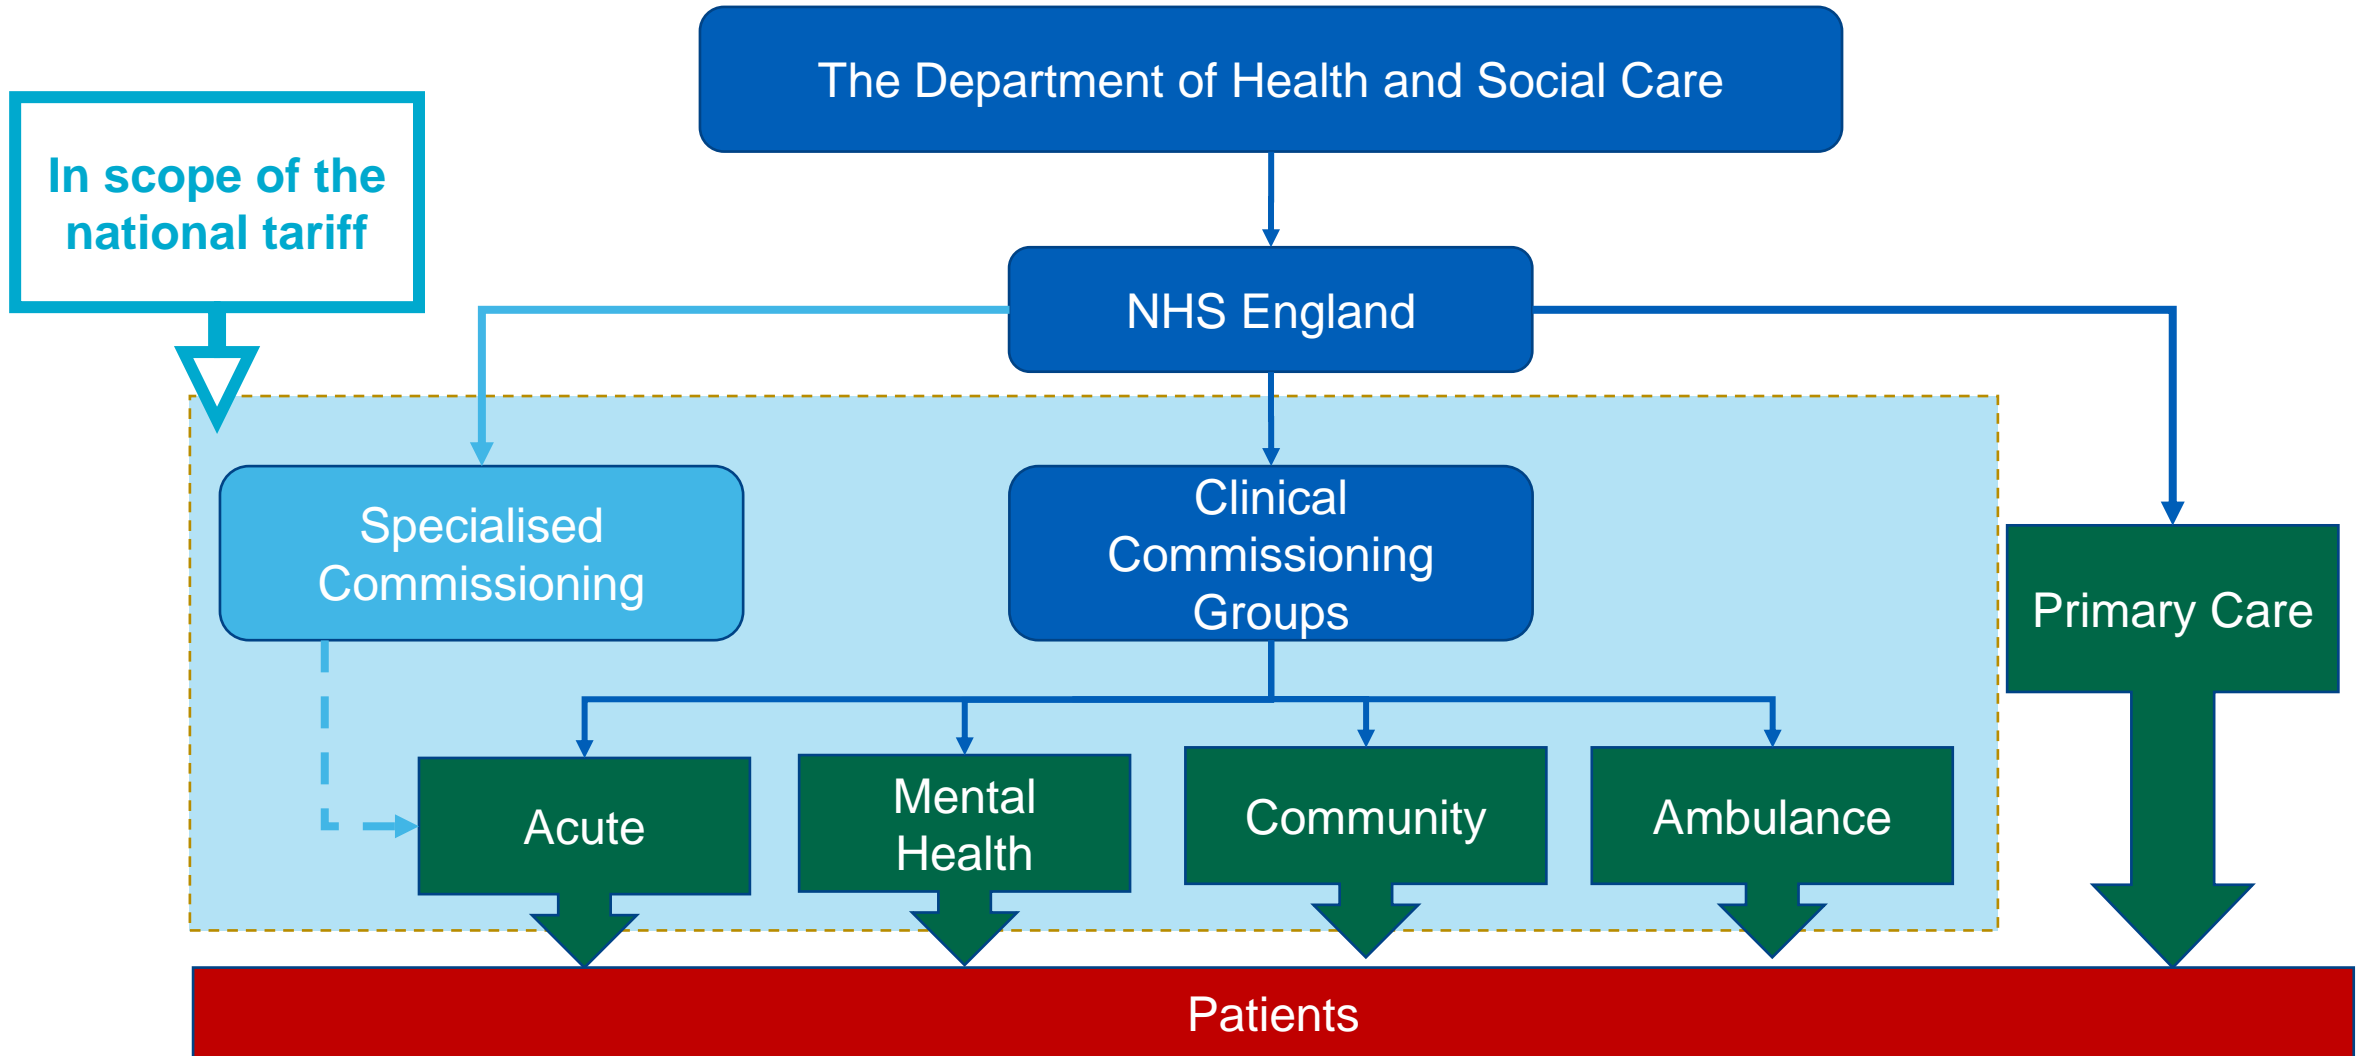 The Department of Health and Social Care
In scope of the
national tariff
NHS England
Specialised
Commissioning
Clinical
Commissioning
Groups
Primary Care
Acute
Mental
Health
Community
Ambulance
Patients